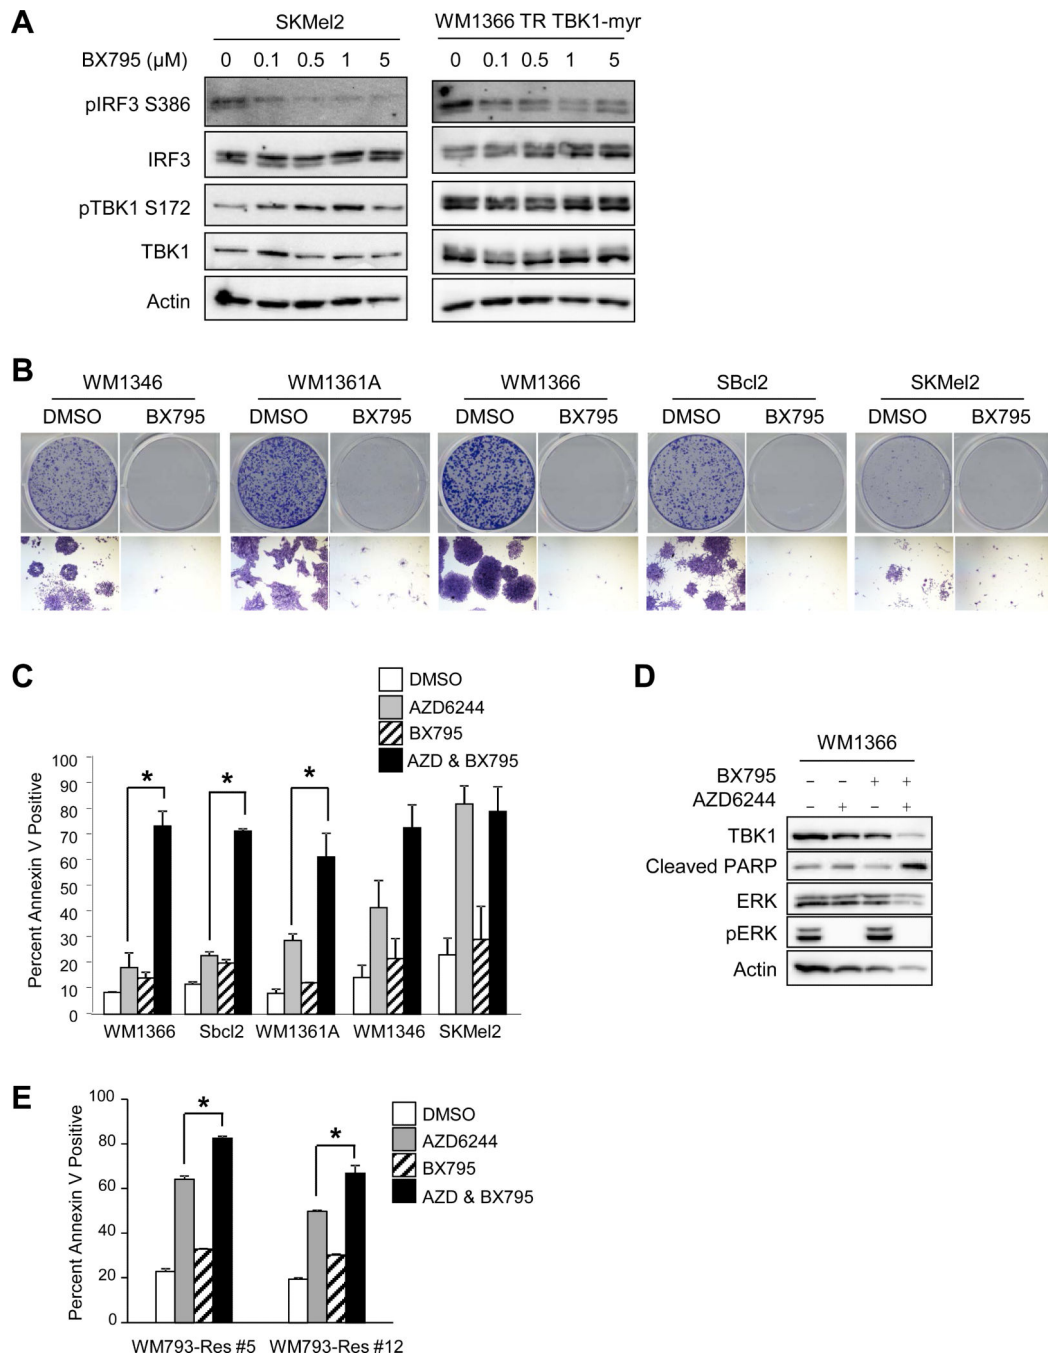 A
SKMel2
WM1366 TR TBK1-myr
BX795 (µM)
0 0.1 0.5 1 5
0 0.1 0.5 1 5
pIRF3 S386
IRF3
pTBK1 S172
TBK1
Actin
B
WM1346
WM1361A
WM1366
SBcl2
SKMel2
DMSO BX795
DMSO BX795
DMSO BX795
DMSO BX795
DMSO BX795
C
DMSO
AZD6244
BX795
AZD & BX795
Percent Annexin V Positive
100
90
80
70
60
50
40
30
20
10
0
* * *
WM1366 Sbcl2 WM1361A WM1346 SKMel2
D
WM1366
BX795 – – + +
AZD6244 – + – +
TBK1
Cleaved PARP
ERK
pERK
Actin
E
DMSO
AZD6244
BX795
AZD & BX795
Percent Annexin V Positive
100
80
60
40
20
0
* *
WM793-Res #5 WM793-Res #12